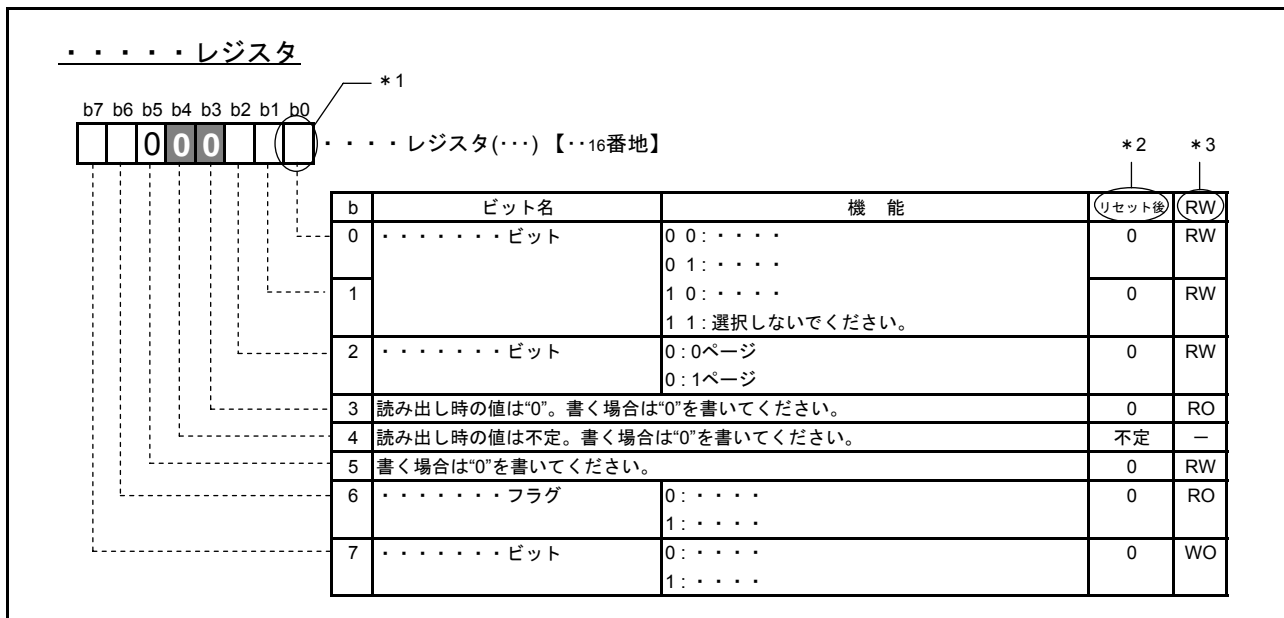 ・・・・・レジスタ
*1
b7 b6 b5 b4 b3 b2 b1 b0
0 0 0
・・・・レジスタ(・・・)【・・16番地】
*2 *3
b ビット名 機 能 リセット後 RW
0 ・・・・・・・ビット 0 0 : ・・・・ 0 RW
0 1 : ・・・・
1 1 0 : ・・・・ 0 RW
1 1 : 選択しないでください。
2 ・・・・・・・ビット 0 : 0ページ 0 RW
0 : 1ページ
3 読み出し時の値は“0”。書く場合は“0”を書いてください。 0 RO
4 読み出し時の値は不定。書く場合は“0”を書いてください。 不定 －
5 書く場合は“0”を書いてください。 0 RW
6 ・・・・・・・フラグ 0 : ・・・・ 0 RO
1 : ・・・・
7 ・・・・・・・ビット 0 : ・・・・ 0 WO
1 : ・・・・